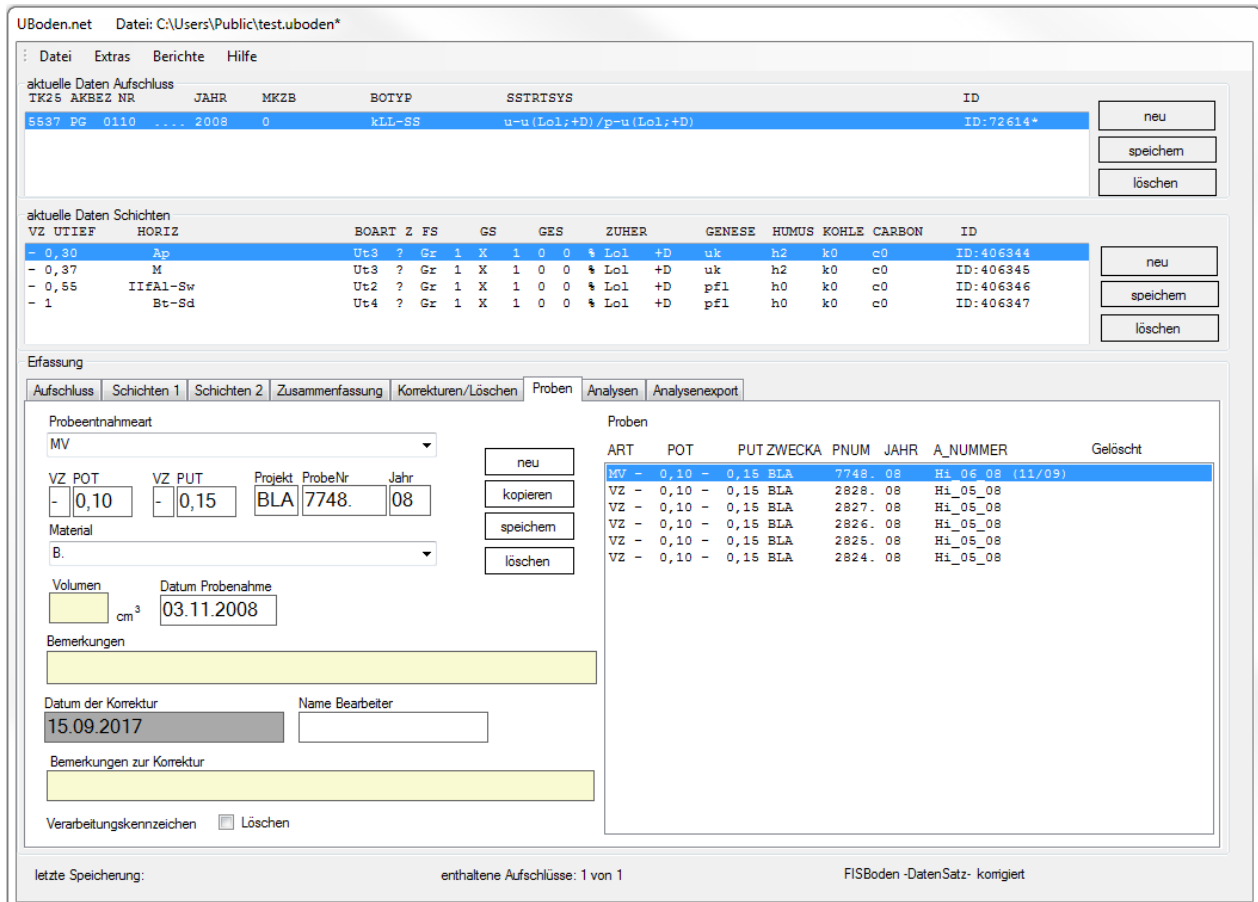 UBoden.net Datei: C:\Users\Public\test.uboden*
Datei Extras Berichte Hilfe
aktuelle Daten Aufschluss
TK25 AKBEZ NR JAHR MKZB BOTYP SSTRTSYS ID
5537 PG 0110 .... 2008 0 kLL-SS u-u(Lol;+D)/p-u(Lol;+D) ID:72614*
neu
speichern
löschen
aktuelle Daten Schichten
VZ UTIEF HORIZ BOART Z FS GS GES ZUHER GENESE HUMUS KOHLE CARBON ID
- 0,30 Ap Ut3 ? Gr 1 X 1 0 0 % Lol +D uk h2 k0 c0 ID:406344
- 0,37 M Ut3 ? Gr 1 X 1 0 0 % Lol +D uk h2 k0 c0 ID:406345
- 0,55 IIfAl-Sw Ut2 ? Gr 1 X 1 0 0 % Lol +D pfl h0 k0 c0 ID:406346
- 1 Bt-Sd Ut4 ? Gr 1 X 1 0 0 % Lol +D pfl h0 k0 c0 ID:406347
neu
speichern
löschen
Erfassung
Aufschluss Schichten 1 Schichten 2 Zusammenfassung Korrekturen/Löschen Proben Analysen Analysenexport
Probeentnahmeart
MV
VZ POT VZ PUT Projekt ProbeNr Jahr
- 0,10 - 0,15 BLA 7748. 08
Material
B.
Volumen Datum Probenahme
cm³ 03.11.2008
neu
kopieren
speichern
löschen
Bemerkungen
Datum der Korrektur Name Bearbeiter
15.09.2017
Bemerkungen zur Korrektur
Verarbeitungskennzeichen Löschen
Proben
ART POT PUT ZWECKA PNUM JAHR A_NUMMER Gelöscht
MV - 0,10 - 0,15 BLA 7748. 08 Hi_06_08 (11/09)
VZ - 0,10 - 0,15 BLA 2828. 08 Hi_05_08
VZ - 0,10 - 0,15 BLA 2827. 08 Hi_05_08
VZ - 0,10 - 0,15 BLA 2826. 08 Hi_05_08
VZ - 0,10 - 0,15 BLA 2825. 08 Hi_05_08
VZ - 0,10 - 0,15 BLA 2824. 08 Hi_05_08
letzte Speicherung: enthaltene Aufschlüsse: 1 von 1 FISBoden -DatenSatz- korrigiert